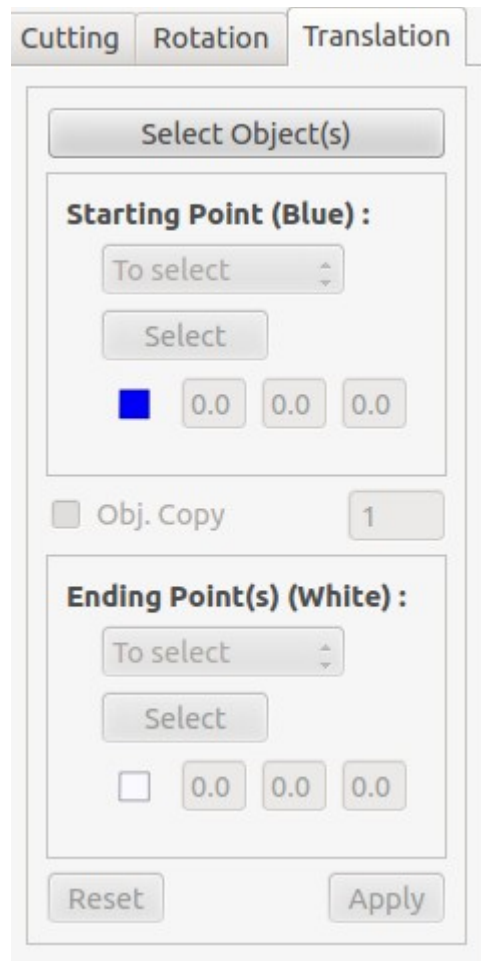 Cutting Rotation Translation
Select Object(s)
Starting Point (Blue) :
To select
Select
0.0 0.0 0.0
Obj. Copy 1
Ending Point(s) (White) :
To select
Select
0.0 0.0 0.0
Reset Apply